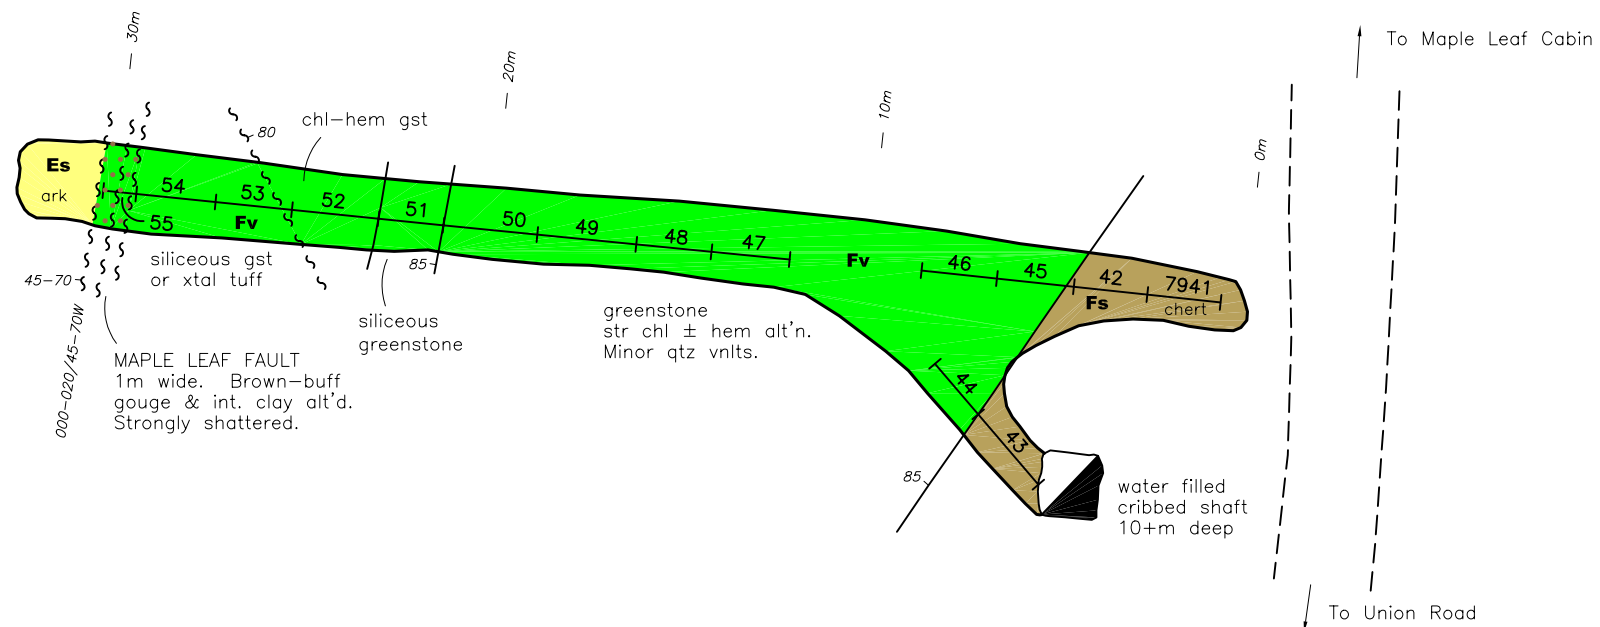 – 30m
– 20m
– 10m
– 0m
To Maple Leaf Cabin
80
chl–hem gst
Es
ark
54
53
52
51
50
49
48
47
46
45
42
7941
55
Fv
Fv
Fs
chert
siliceous gst
or xtal tuff
45–70
85
siliceous
greenstone
greenstone
str chl ± hem alt'n.
Minor qtz vnlts.
000–020/45–70W
MAPLE LEAF FAULT
1m wide. Brown–buff
gouge & int. clay alt'd.
Strongly shattered.
44
43
85
water filled
cribbed shaft
10+m deep
To Union Road